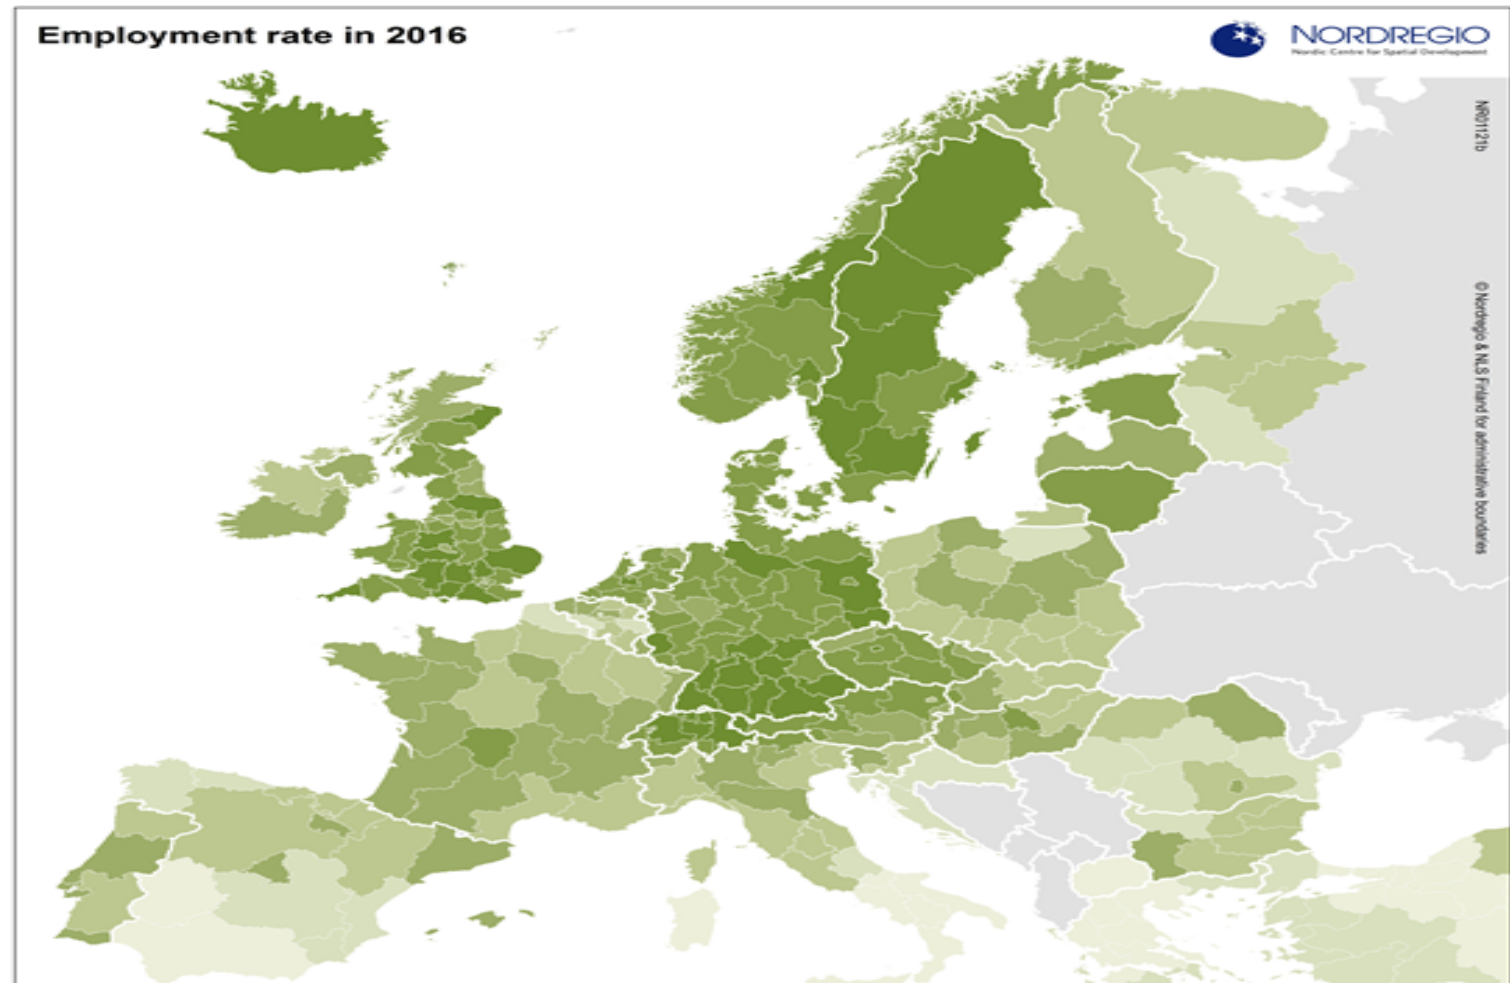 Employment rate in 2016
NORDREGIO
Nordic Centre for Spatial Development
NR01121b
© Nordregio & NLS Finland for administrative boundaries